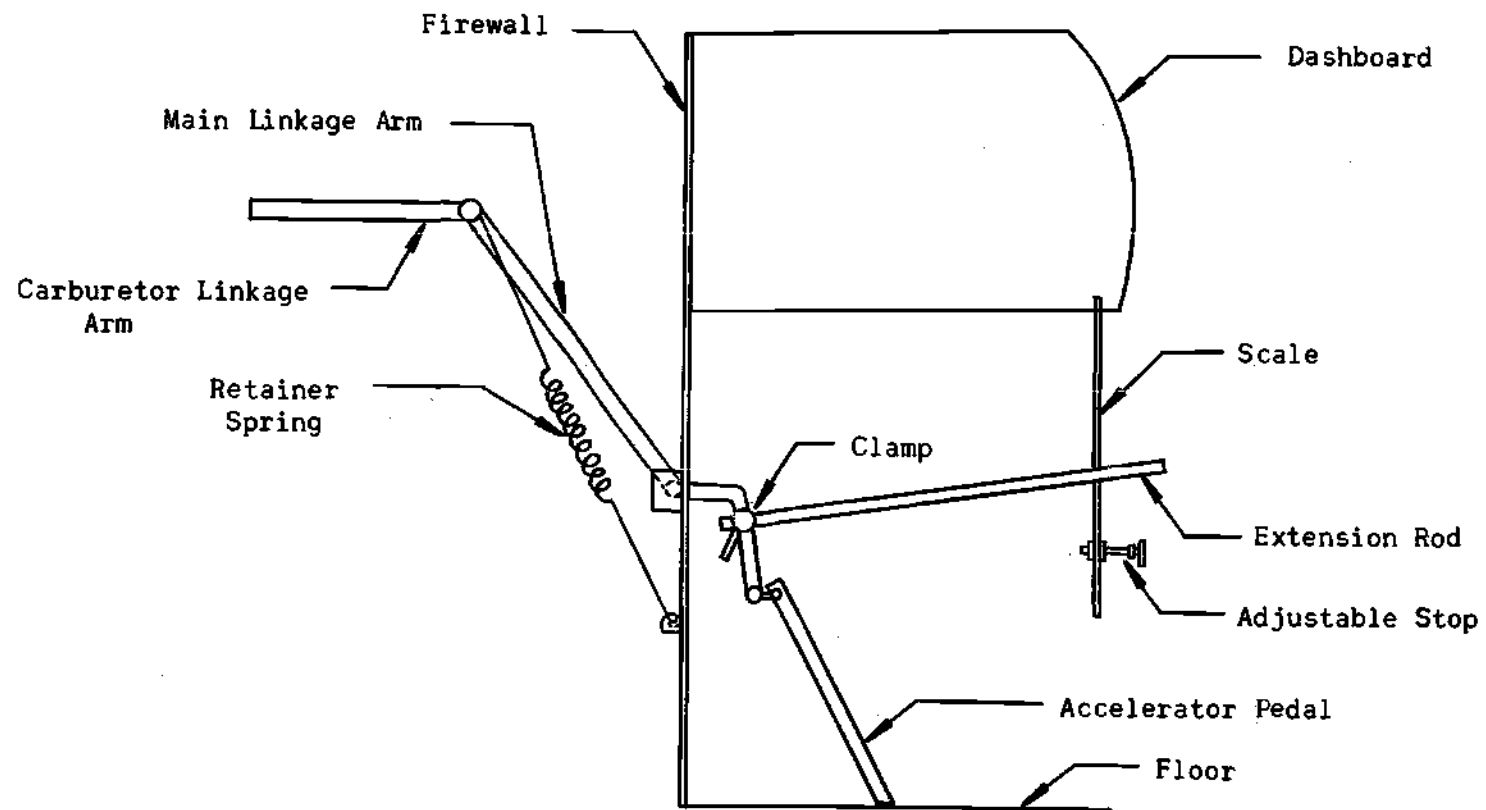 Firewall
Dashboard
Main Linkage Arm
Carburetor Linkage
Arm
Scale
Retainer
Spring
Clamp
Extension Rod
Adjustable Stop
Accelerator Pedal
Floor